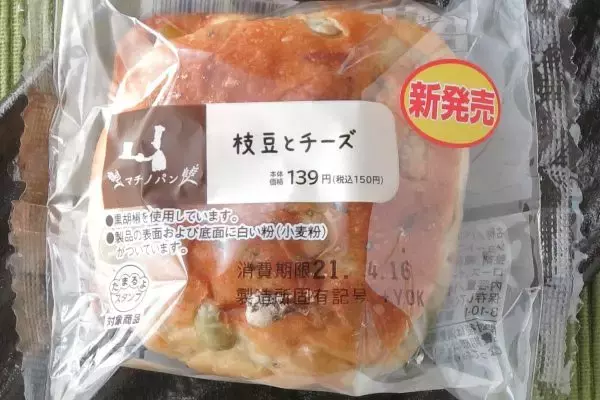 新発売
枝豆とチーズ
マチノパン
本体
価格 139円(税込150円)
●黒胡椒を使用しています。
●製品の表面および底面に白い粉(小麦粉)
がついています。
たまるよ
スタンプ
対象商品
消費期限21. 4.16
製造所固有記号 +YOK